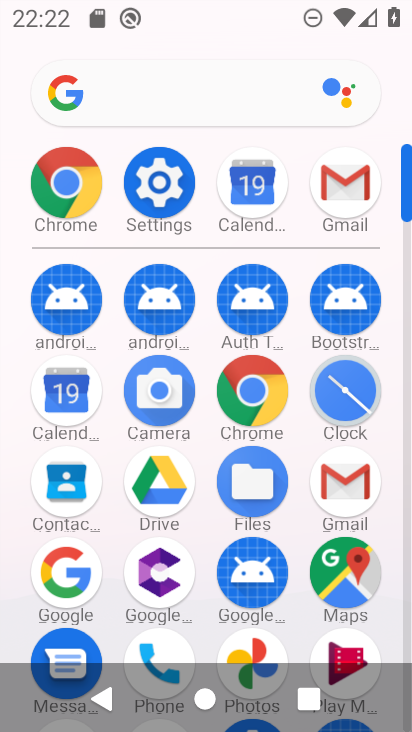 22:22
Chrome Settings Calend... Gmail
androi... androi... Auth T... Bootstr...
19
Calend... Camera Chrome Clock
Contac... Drive Files Gmail
Google Google... Google... Maps
Messa... Phone Photos Play M...